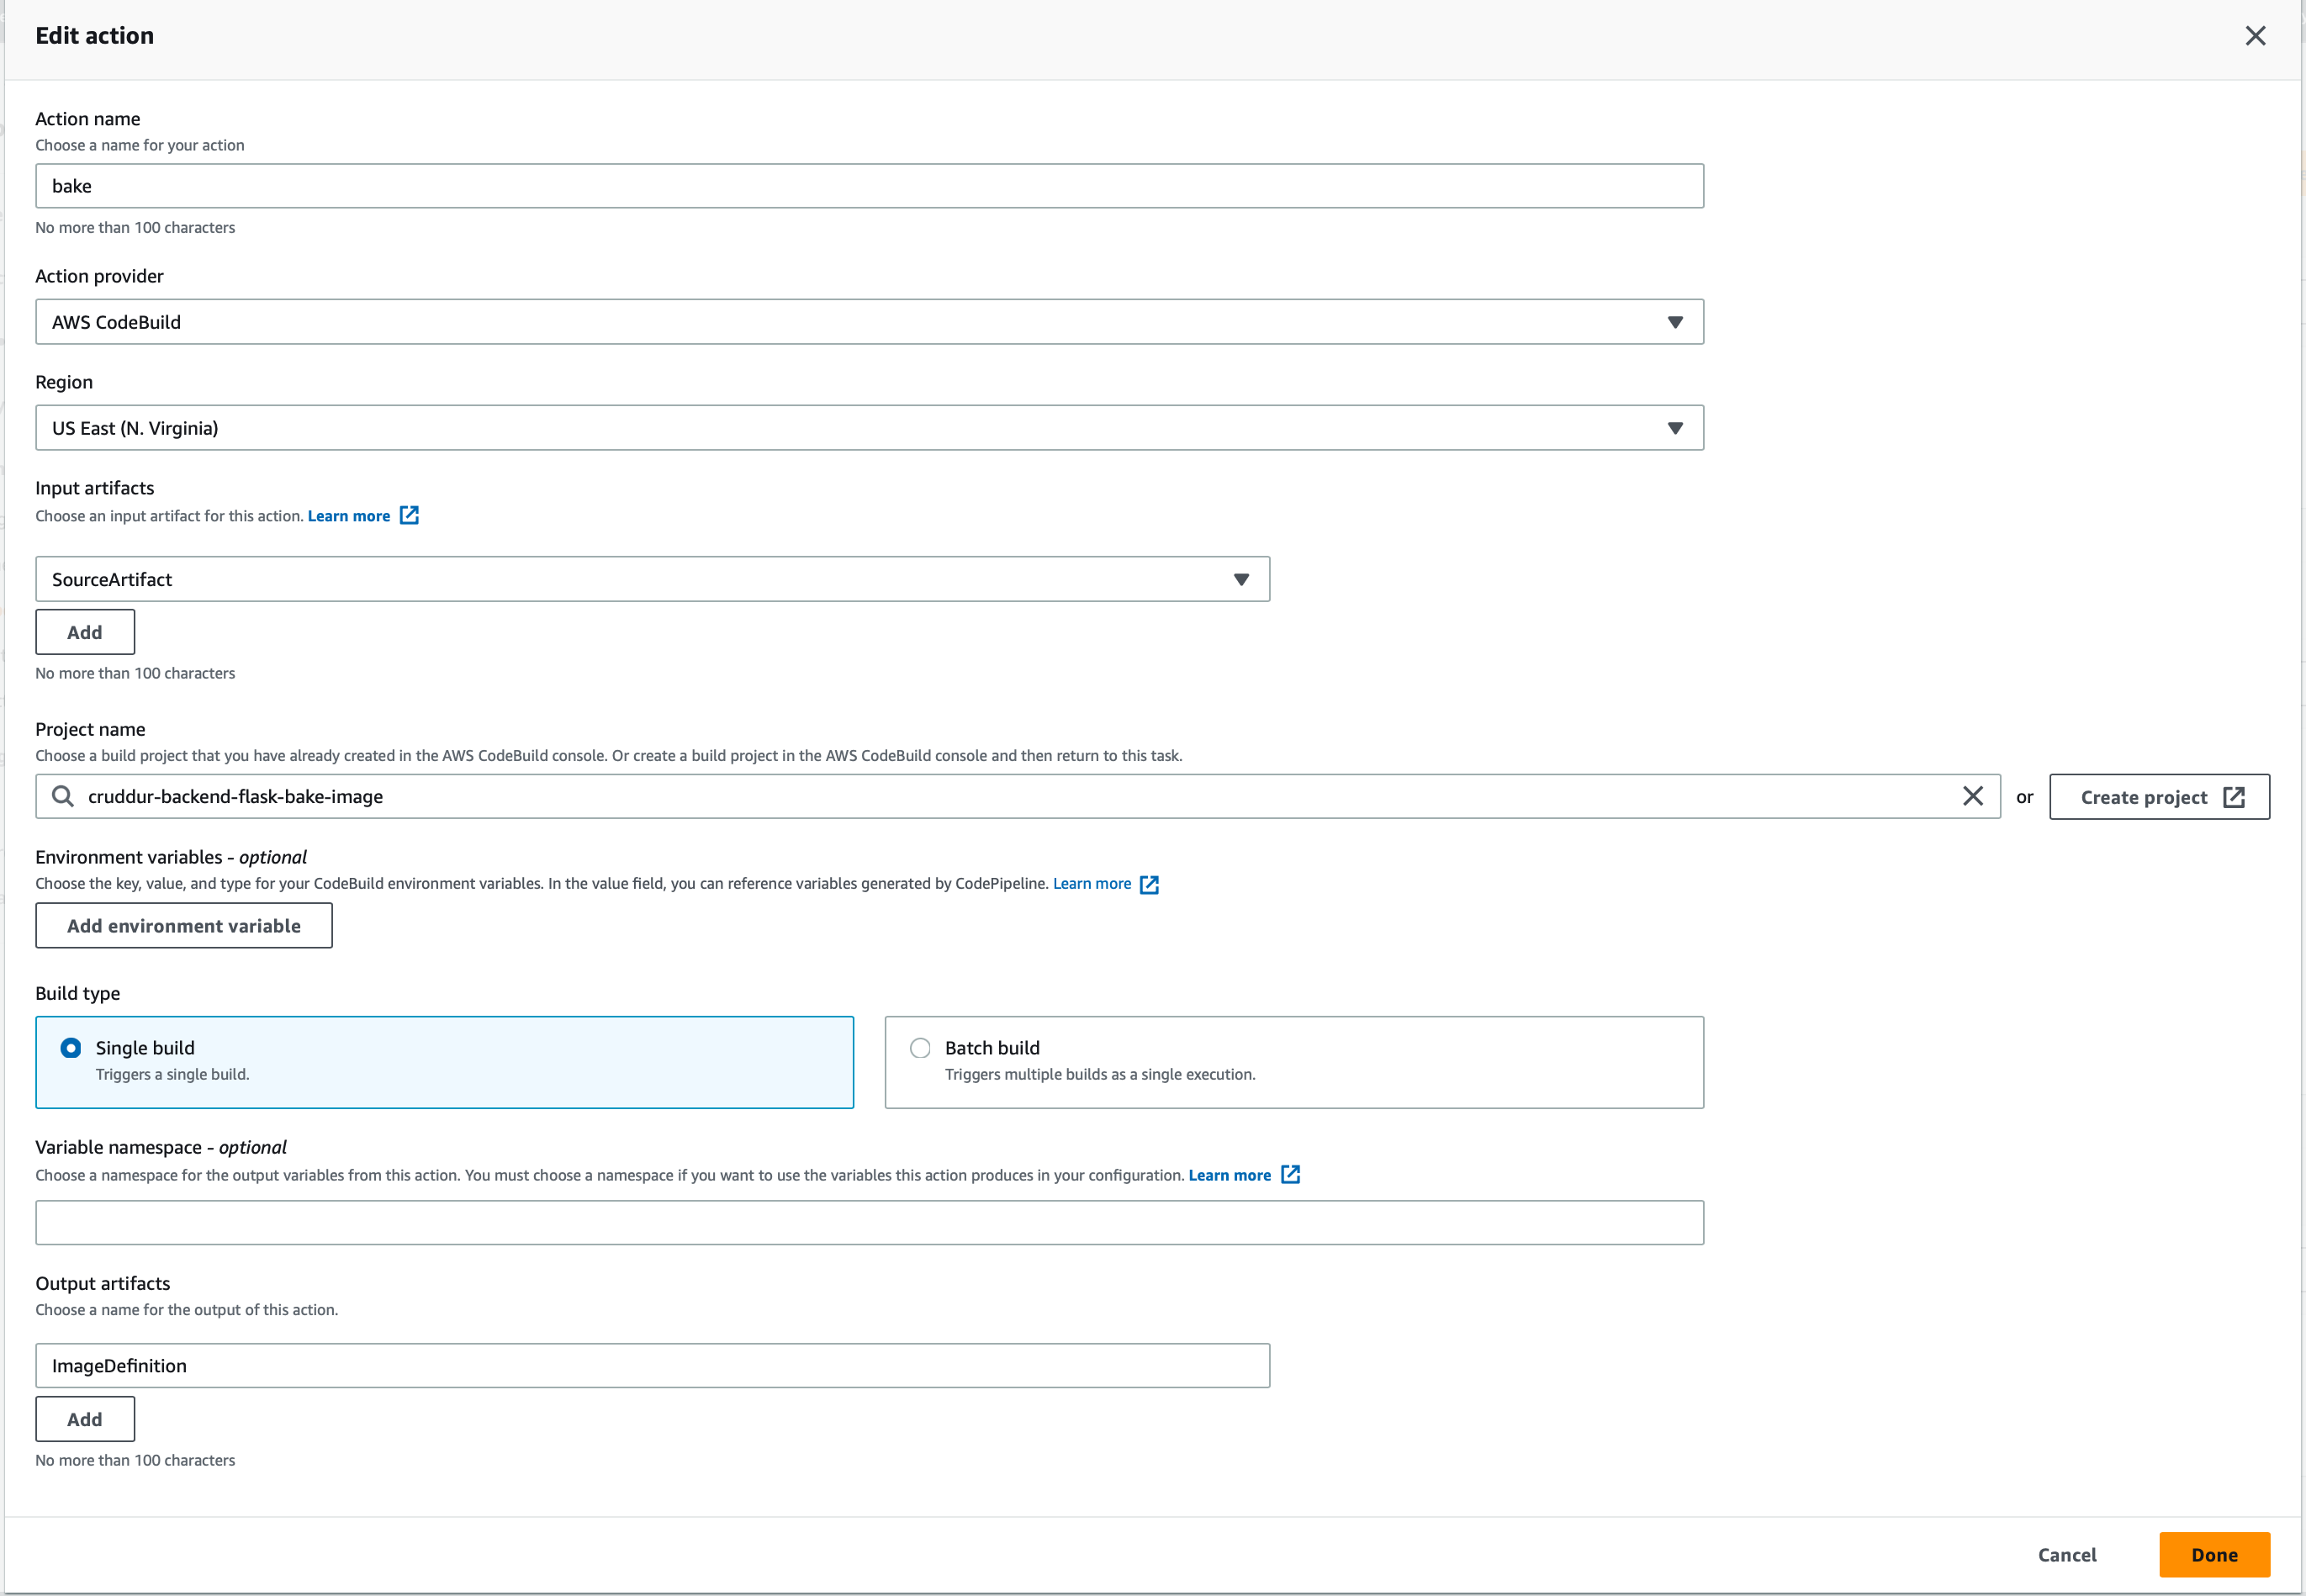 Edit action
Action name
Choose a name for your action
bake
No more than 100 characters
Action provider
AWS CodeBuild
Region
US East (N. Virginia)
Input artifacts
Choose an input artifact for this action. Learn more
SourceArtifact
Add
No more than 100 characters
Project name
Choose a build project that you have already created in the AWS CodeBuild console. Or create a build project in the AWS CodeBuild console and then return to this task.
cruddur-backend-flask-bake-image or Create project
Environment variables - optional
Choose the key, value, and type for your CodeBuild environment variables. In the value field, you can reference variables generated by CodePipeline. Learn more
Add environment variable
Build type
Single build
Triggers a single build.
Batch build
Triggers multiple builds as a single execution.
Variable namespace - optional
Choose a namespace for the output variables from this action. You must choose a namespace if you want to use the variables this action produces in your configuration. Learn more
Output artifacts
Choose a name for the output of this action.
ImageDefinition
Add
No more than 100 characters
Cancel Done